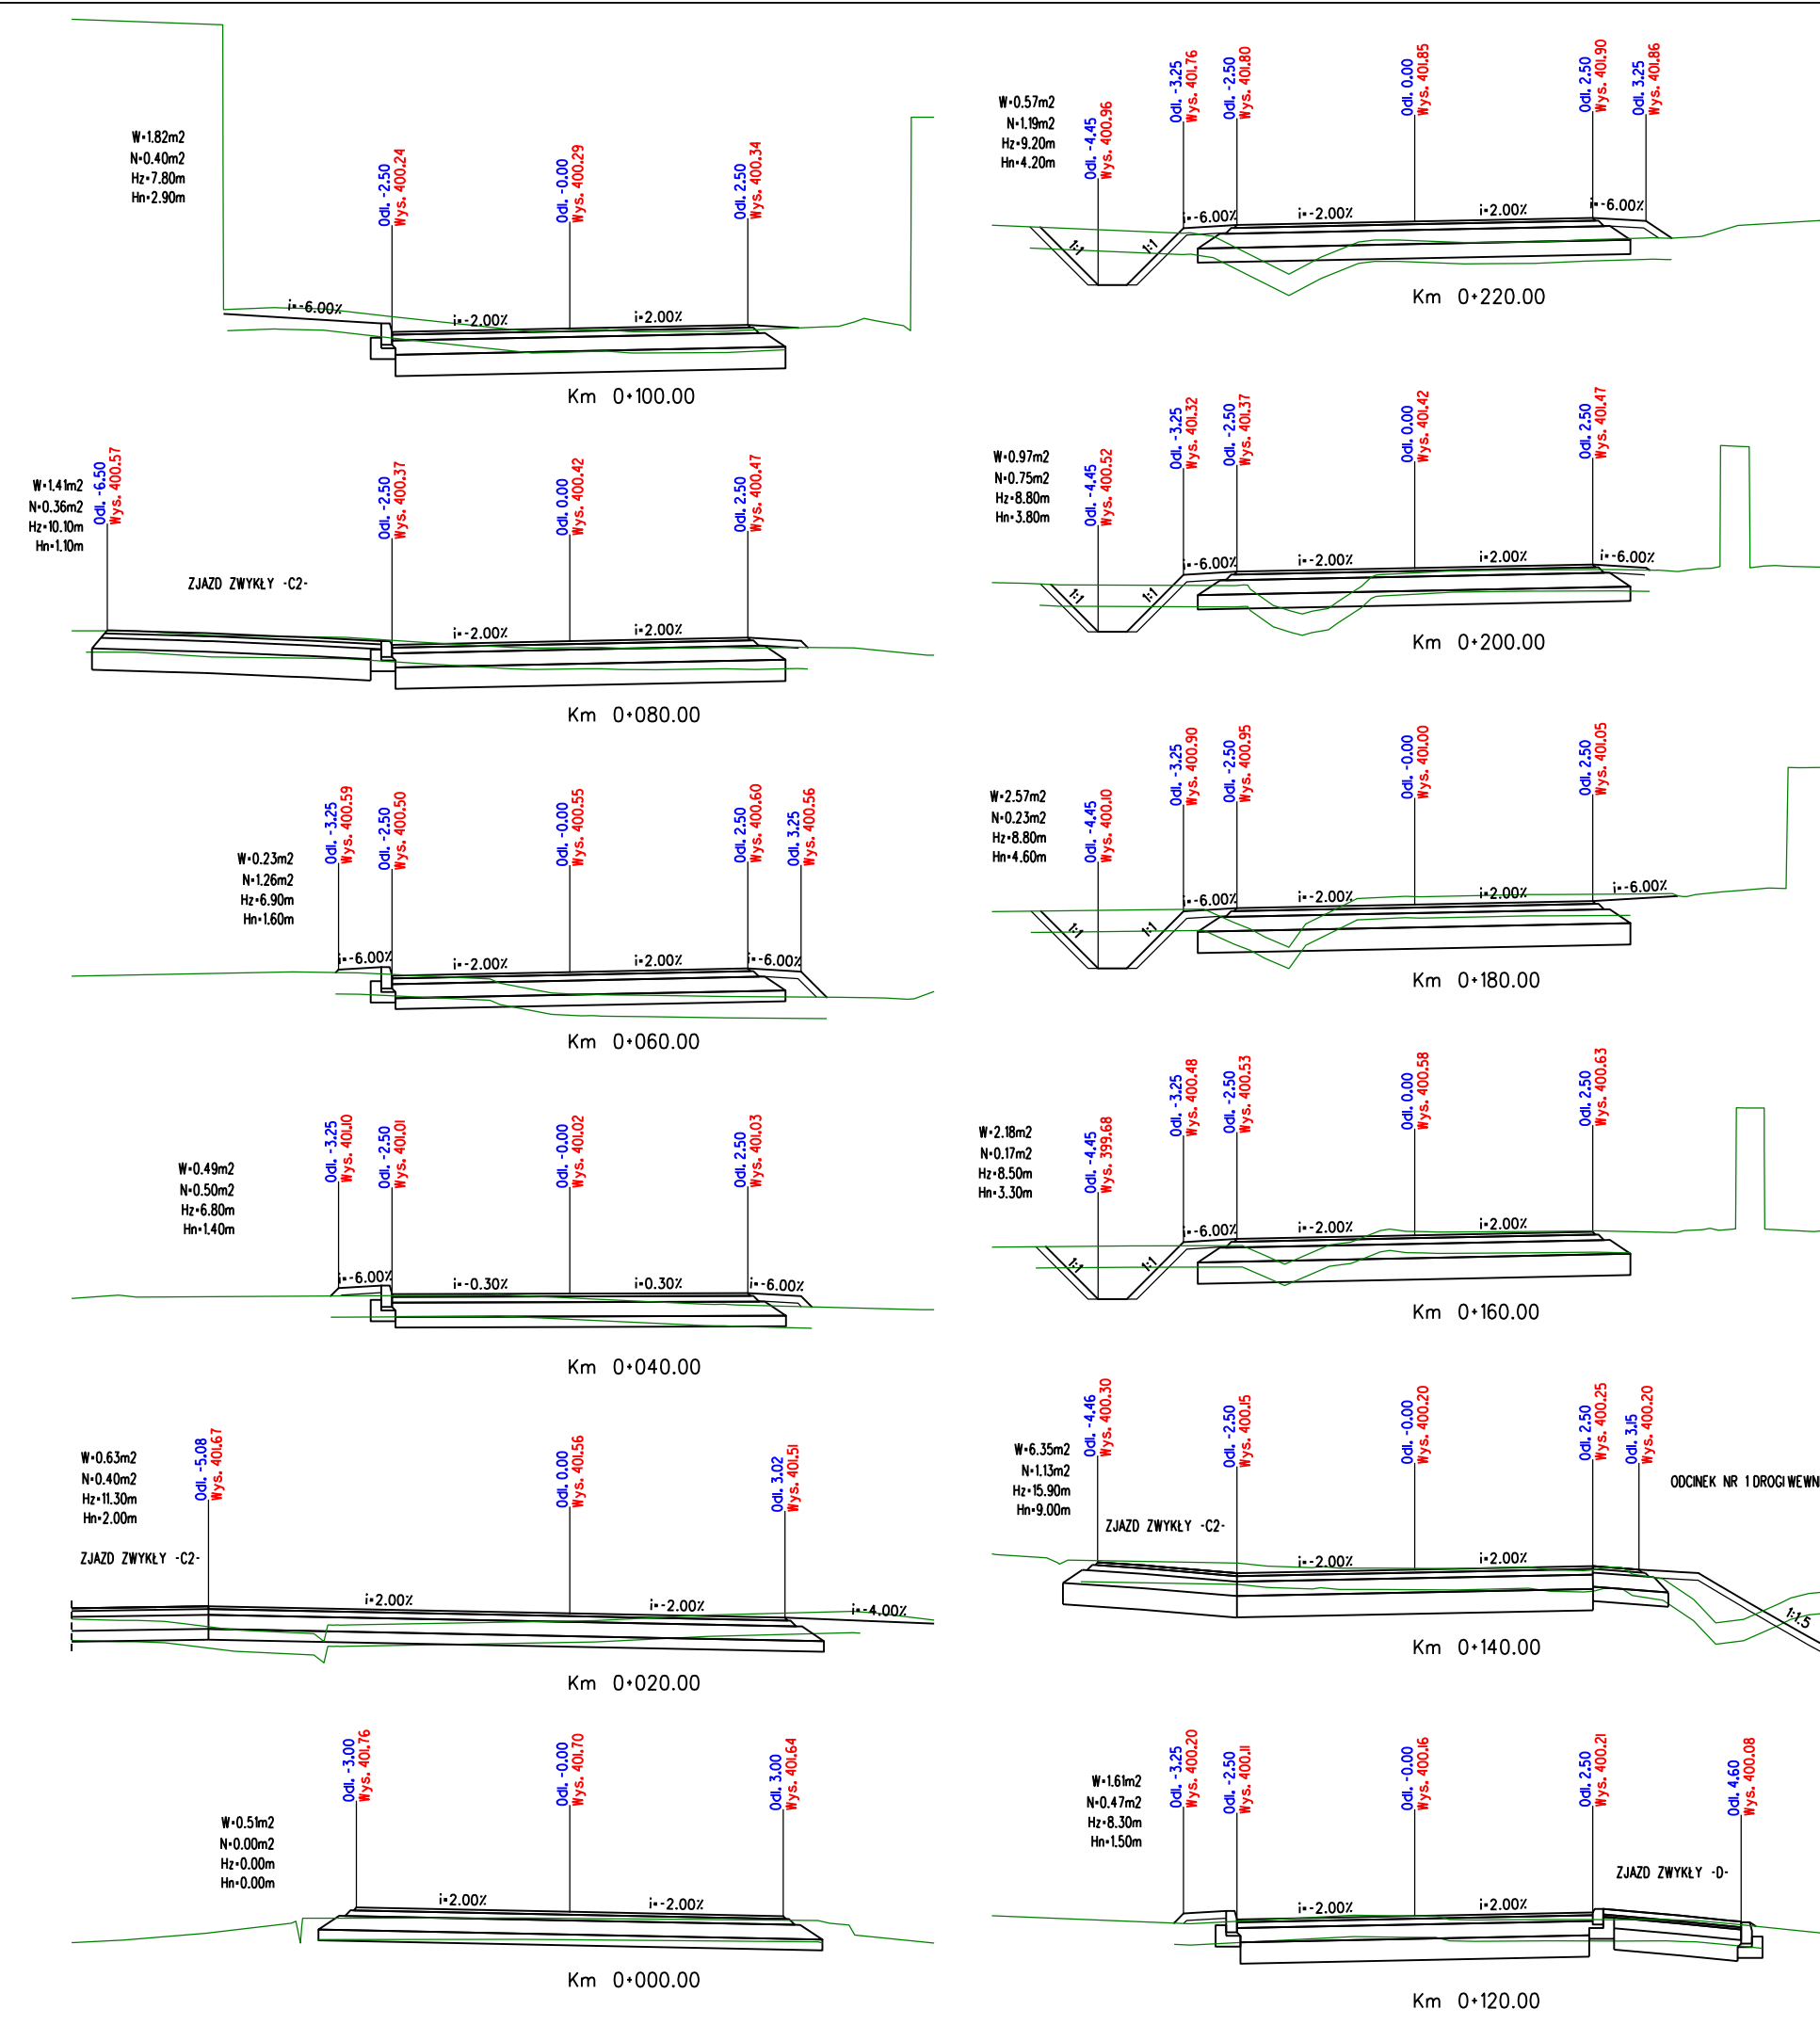 W=1.82m2
N=0.40m2
Hz=7.80m
Hn=2.90m
Odl. -2.50
Wys. 400.24
Odl. -0.00
Wys. 400.29
Odl. 2.50
Wys. 400.34
i=-6.00%
i=-2.00%
i=2.00%
Km 0+100.00
W=1.41m2
N=0.36m2
Hz=10.10m
Hn=1.10m
Odl. -6.50
Wys. 400.57
Odl. -2.50
Wys. 400.37
Odl. 0.00
Wys. 400.42
Odl. 2.50
Wys. 400.47
ZJAZD ZWYKŁY -C2-
i=-2.00%
i=2.00%
Km 0+080.00
W=0.23m2
N=1.26m2
Hz=6.90m
Hn=1.60m
Odl. -3.25
Wys. 400.59
Odl. -2.50
Wys. 400.50
Odl. -0.00
Wys. 400.55
Odl. 2.50
Wys. 400.60
Odl. 3.25
Wys. 400.56
i=-6.00%
i=-2.00%
i=2.00%
i=-6.00%
Km 0+060.00
W=0.49m2
N=0.50m2
Hz=6.80m
Hn=1.40m
Odl. -3.25
Wys. 401.10
Odl. -2.50
Wys. 401.01
Odl. -0.00
Wys. 401.02
Odl. 2.50
Wys. 401.03
i=-6.00%
i=-0.30%
i=0.30%
i=-6.00%
Km 0+040.00
W=0.63m2
N=0.40m2
Hz=11.30m
Hn=2.00m
ZJAZD ZWYKŁY -C2-
Odl. -5.08
Wys. 401.67
Odl. 0.00
Wys. 401.56
Odl. 3.02
Wys. 401.51
i=2.00%
i=-2.00%
i=-4.00%
Km 0+020.00
W=0.51m2
N=0.00m2
Hz=0.00m
Hn=0.00m
Odl. -3.00
Wys. 401.76
Odl. -0.00
Wys. 401.70
Odl. 3.00
Wys. 401.64
i=2.00%
i=-2.00%
Km 0+000.00
W=0.57m2
N=1.19m2
Hz=9.20m
Hn=4.20m
Odl. -4.45
Wys. 400.96
Odl. -3.25
Wys. 401.76
Odl. -2.50
Wys. 401.80
Odl. 0.00
Wys. 401.85
Odl. 2.50
Wys. 401.90
Odl. 3.25
Wys. 401.86
1:1
1:1
i=-6.00%
i=-2.00%
i=2.00%
i=-6.00%
Km 0+220.00
W=0.97m2
N=0.75m2
Hz=8.80m
Hn=3.80m
Odl. -4.45
Wys. 400.52
Odl. -3.25
Wys. 401.32
Odl. -2.50
Wys. 401.37
Odl. 0.00
Wys. 401.42
Odl. 2.50
Wys. 401.47
1:1
1:1
i=-6.00%
i=-2.00%
i=2.00%
i=-6.00%
Km 0+200.00
W=2.57m2
N=0.23m2
Hz=8.80m
Hn=4.60m
Odl. -4.45
Wys. 400.10
Odl. -3.25
Wys. 400.90
Odl. -2.50
Wys. 400.95
Odl. -0.00
Wys. 401.00
Odl. 2.50
Wys. 401.05
1:1
1:1
i=-6.00%
i=-2.00%
i=2.00%
i=-6.00%
Km 0+180.00
W=2.18m2
N=0.17m2
Hz=8.50m
Hn=3.30m
Odl. -4.45
Wys. 399.68
Odl. -3.25
Wys. 400.48
Odl. -2.50
Wys. 400.53
Odl. 0.00
Wys. 400.58
Odl. 2.50
Wys. 400.63
1:1
1:1
i=-6.00%
i=-2.00%
i=2.00%
Km 0+160.00
W=6.35m2
N=1.13m2
Hz=15.90m
Hn=9.00m
ZJAZD ZWYKŁY -C2-
Odl. -4.46
Wys. 400.30
Odl. -2.50
Wys. 400.15
Odl. -0.00
Wys. 400.20
Odl. 2.50
Wys. 400.25
Odl. 3.15
Wys. 400.20
ODCINEK NR 1 DROGI WEWN
i=-2.00%
i=2.00%
1:1.5
Km 0+140.00
W=1.61m2
N=0.47m2
Hz=8.30m
Hn=1.50m
Odl. -3.25
Wys. 400.20
Odl. -2.50
Wys. 400.11
Odl. -0.00
Wys. 400.16
Odl. 2.50
Wys. 400.21
Odl. 4.60
Wys. 400.08
ZJAZD ZWYKŁY -D-
i=-2.00%
i=2.00%
Km 0+120.00